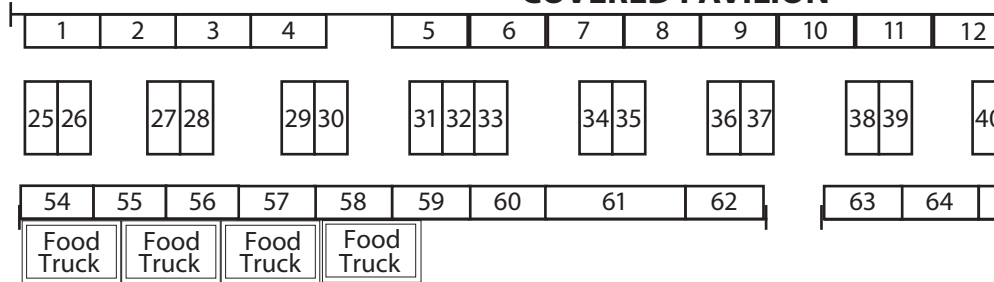 COVERED PAVILION
1 2 3 4 5 6 7 8 9 10 11 12
25 26 27 28 29 30 31 32 33 34 35 36 37 38 39
54 55 56 57 58 59 60 61 62 63 64
Food Food Food Food
Truck Truck Truck Truck